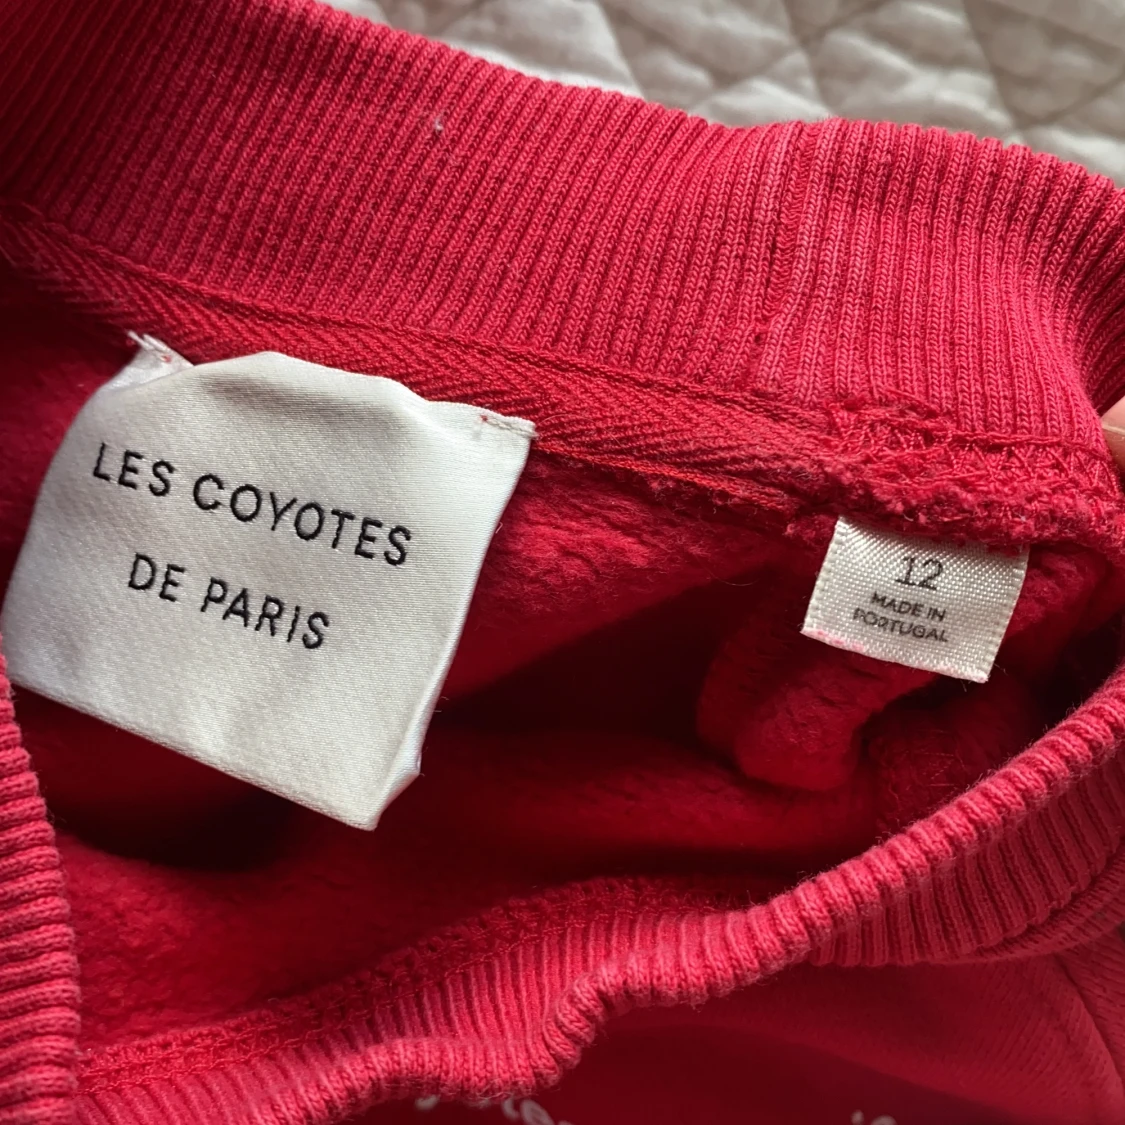 LES COYOTES
DE PARIS
12
MADE IN
PORTUGAL